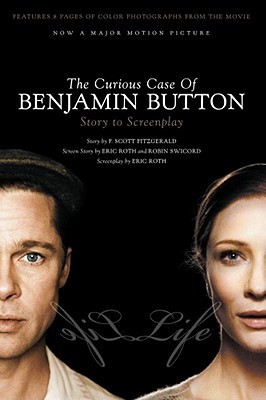 FEATURES 8 PAGES OF COLOR PHOTOGRAPHS FROM THE MOVIE
NOW A MAJOR MOTION PICTURE
The Curious Case Of
BENJAMIN BUTTON
Story to Screenplay
Story by F. SCOTT FITZGERALD
Screen Story by ERIC ROTH and ROBIN SWICORD
Screenplay by ERIC ROTH
Life Life